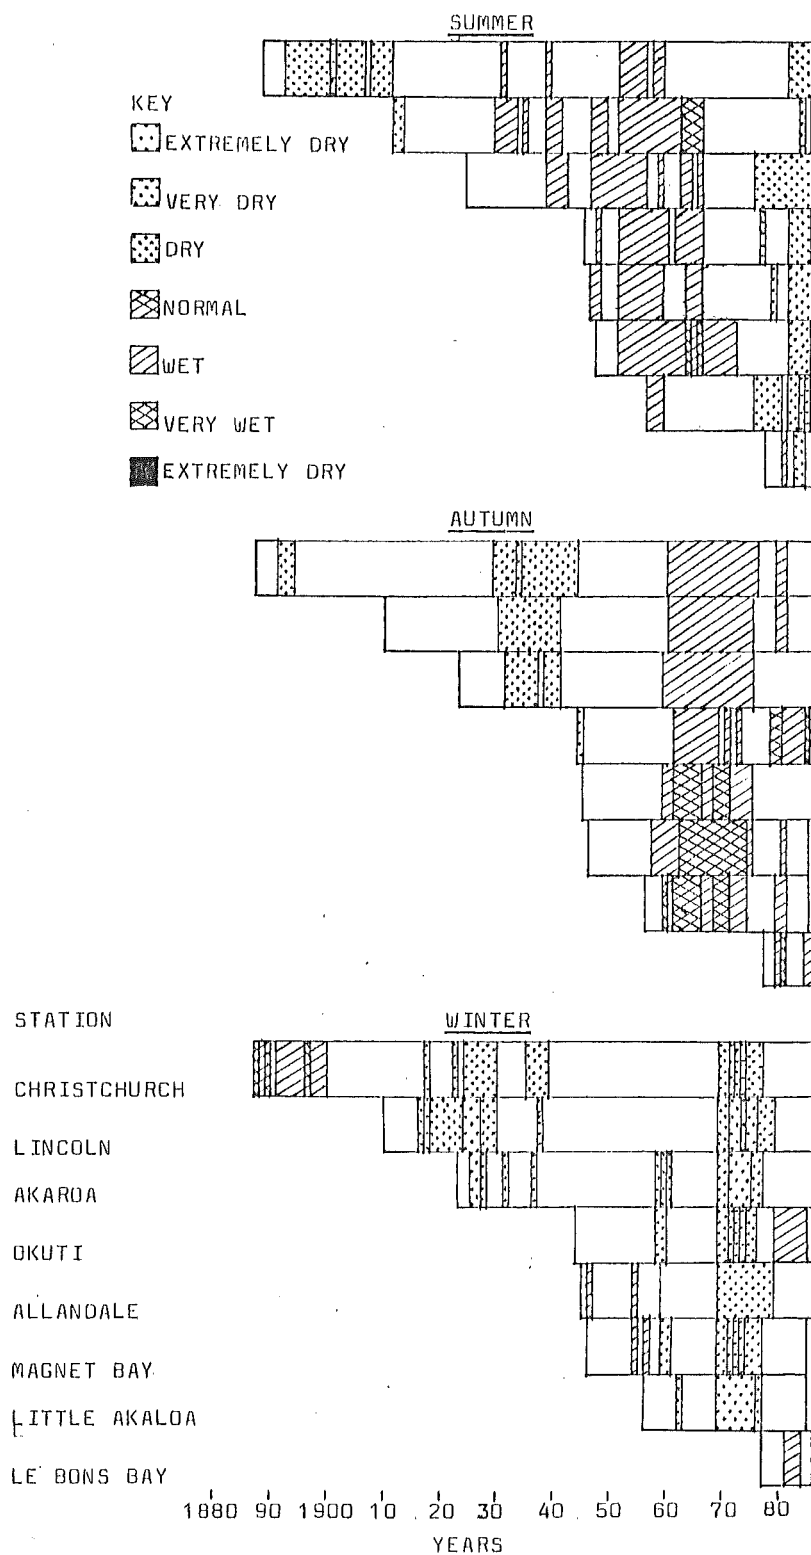 SUMMER
KEY
EXTREMELY DRY
VERY DRY
DRY
NORMAL
WET
VERY WET
EXTREMELY DRY
AUTUMN
STATION
WINTER
CHRISTCHURCH
LINCOLN
AKAROA
OKUTI
ALLANDALE
MAGNET BAY
LITTLE AKALOA
LE BONS BAY
1880 90 1900 10 20 30 40 50 60 70 80
YEARS